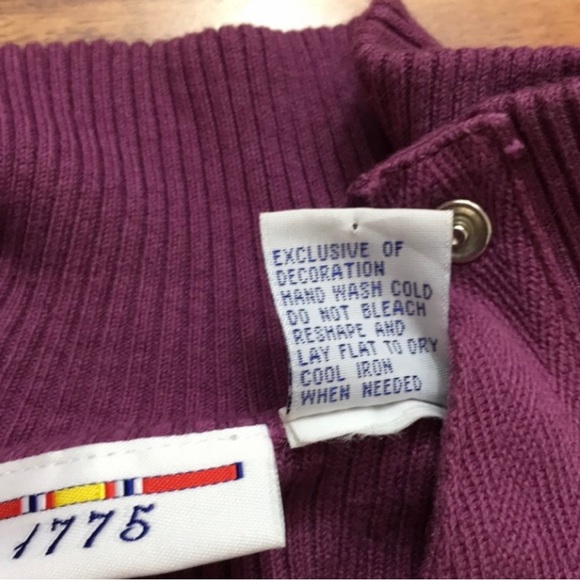 EXCLUSIVE OF
DECORATION
HAND WASH COLD
DO NOT BLEACH
RESHAPE AND
LAY FLAT TO DRY
COOL IRON
WHEN NEEDED
1775